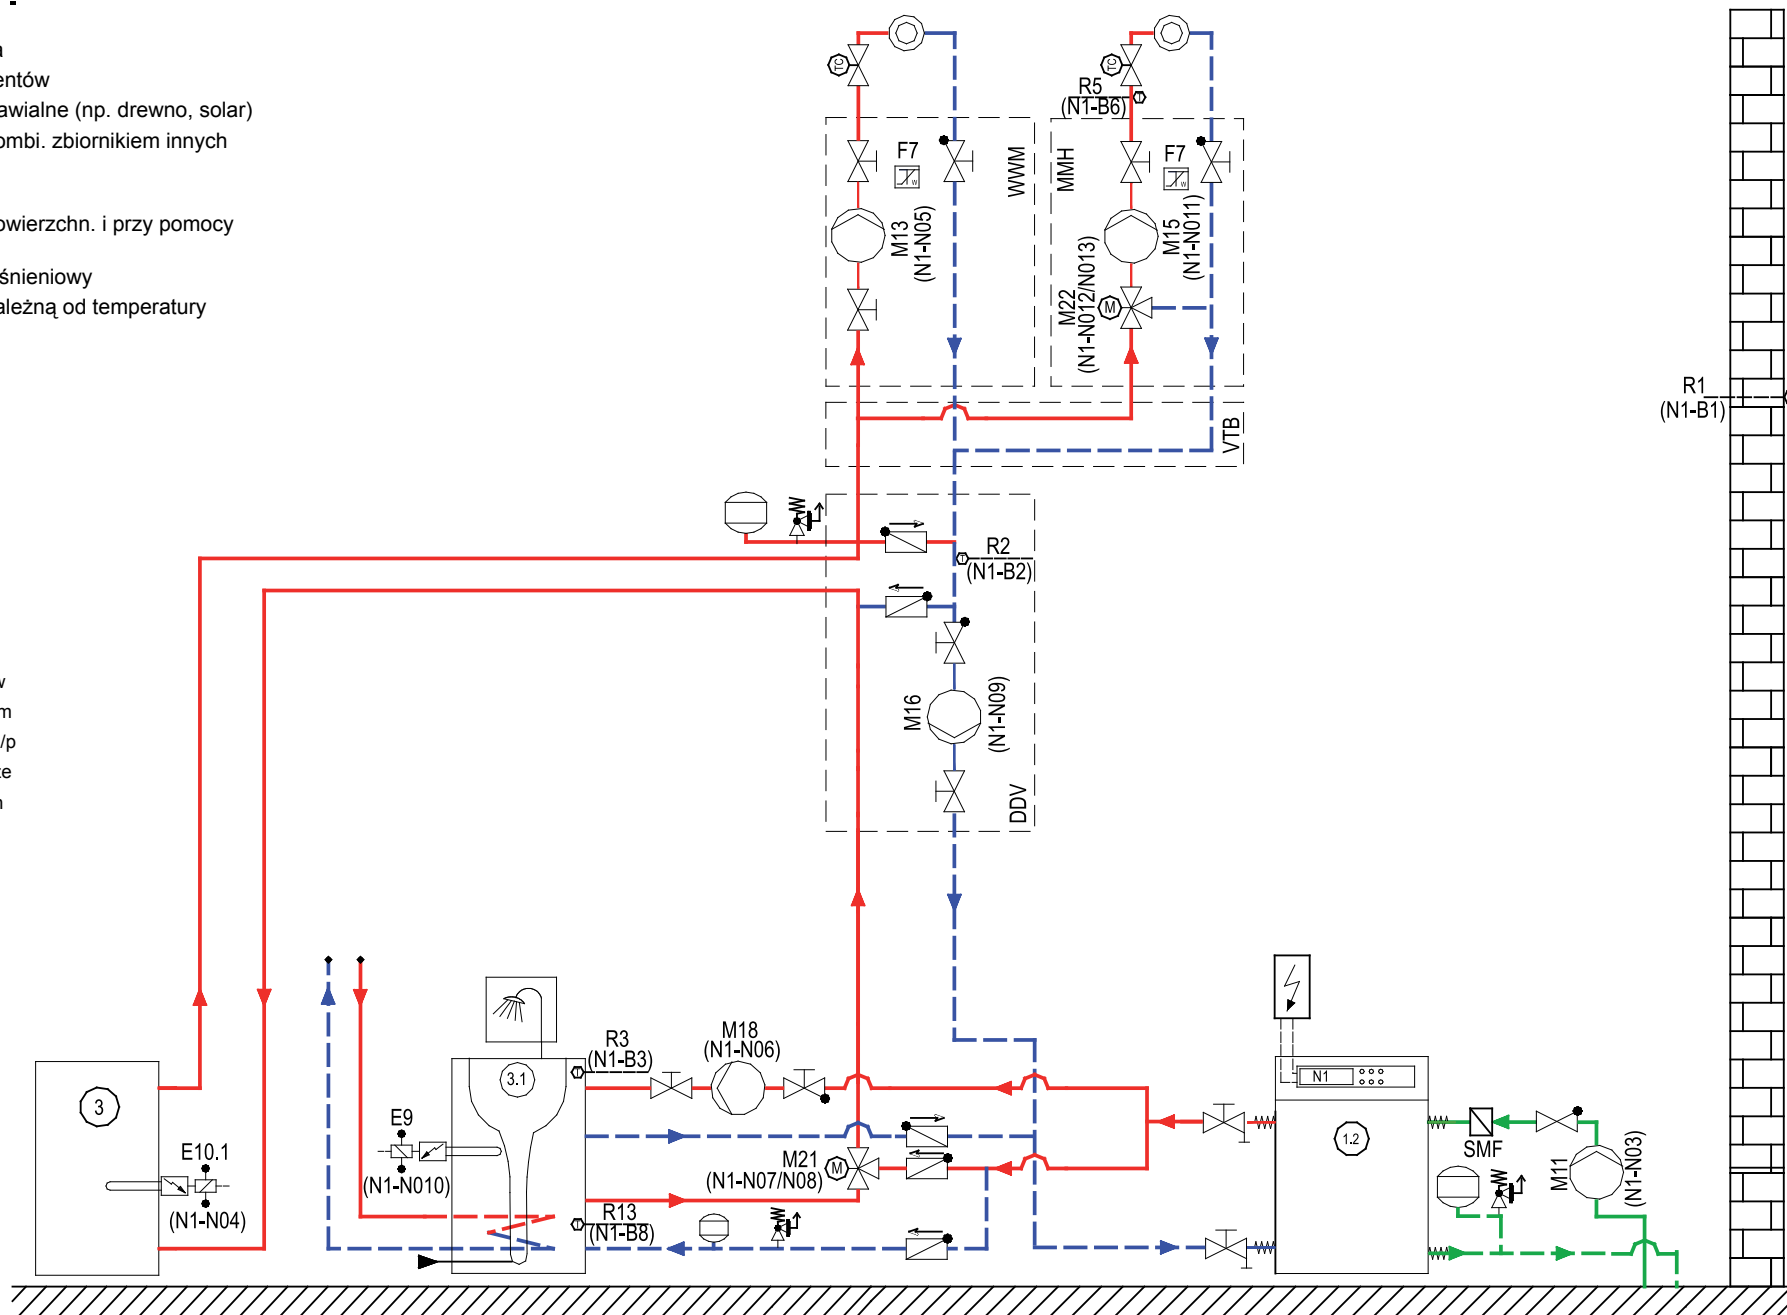 a
entów
awialne (np. drewno, solar)
ombi. zbiornikiem innych
owierzchn. i przy pomocy
śnieniowy
ależną od temperatury
w
m
/p
że
h
TC
TC
R5
(N1-B6)
F7
W
WWM
M13
(N1-N05)
MMH
F7
W
M15
(N1-N011)
M22
(N1-N012/N013)
M
VTB
R1
(N1-B1)
T
R2
(N1-B2)
M16
(N1-N09)
DDV
3
E10.1
(N1-N04)
E9
(N1-N010)
3.1
T
R3
(N1-B3)
M18
(N1-N06)
M21
(N1-N07/N08)
M
T
R13
(N1-B8)
N1
1.2
SMF
M11
(N1-N03)